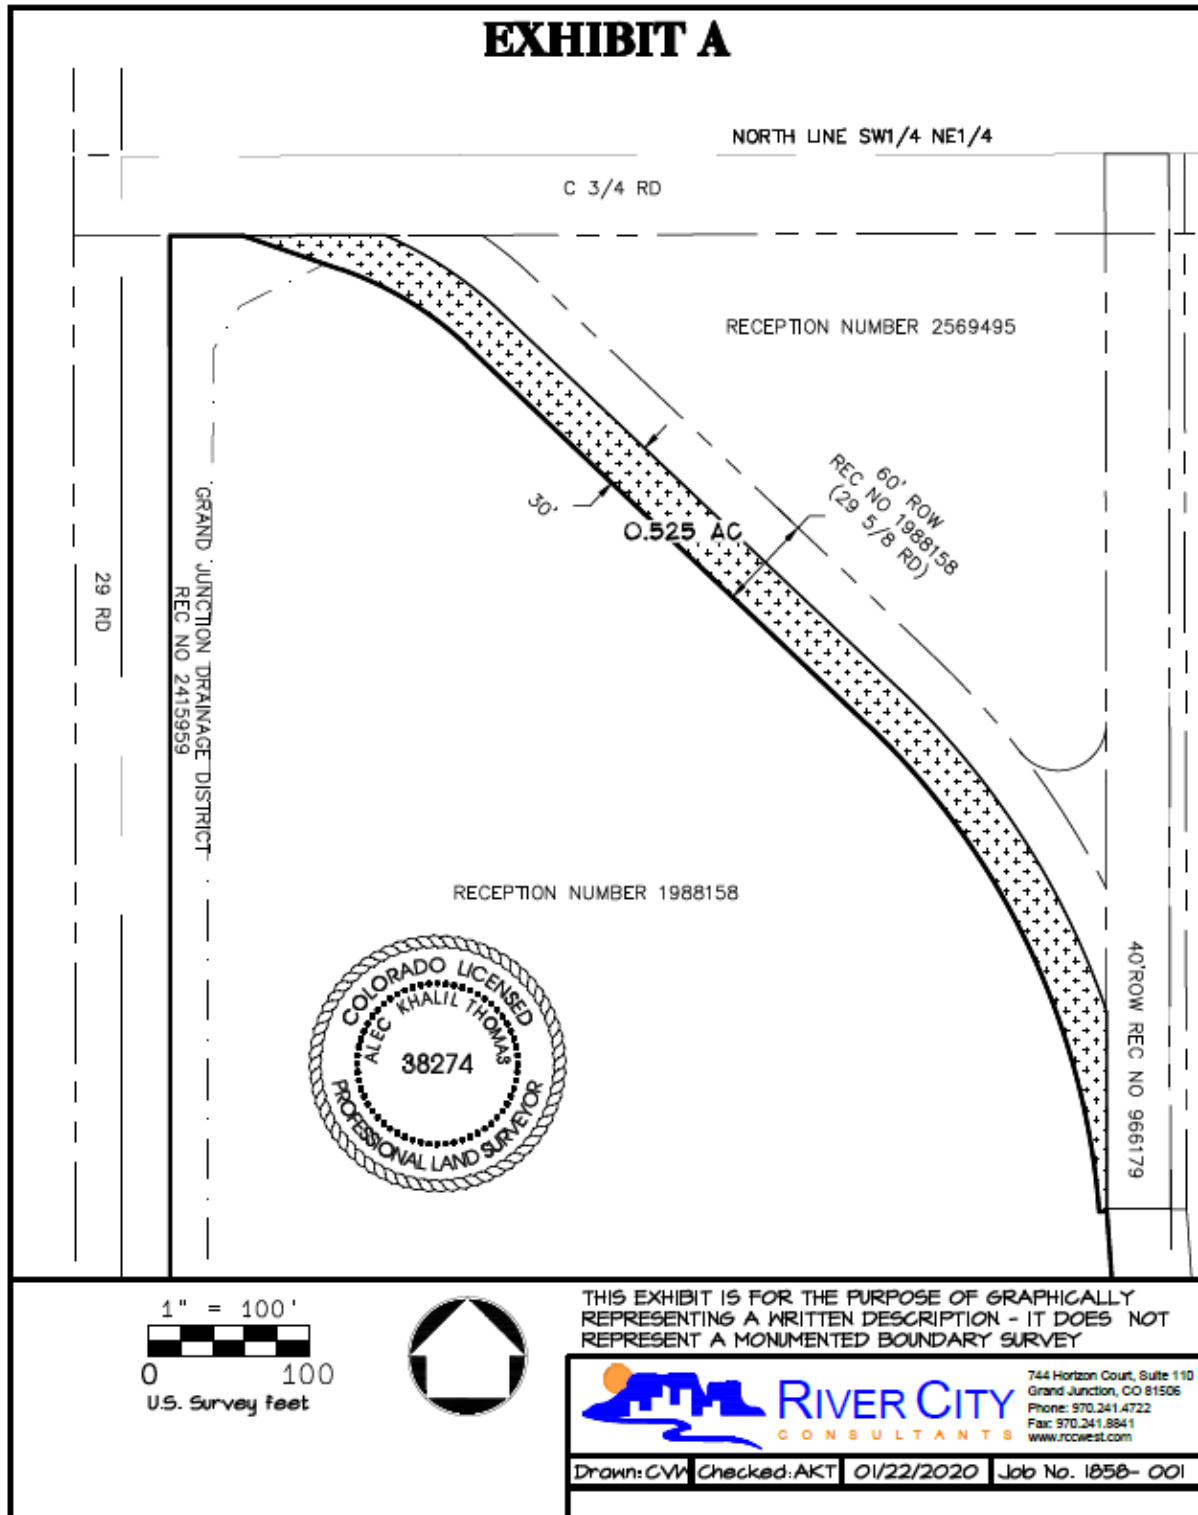 EXHIBIT A
NORTH LINE SW1/4 NE1/4
C 3/4 RD
RECEPTION NUMBER 2569495
60' ROW
REC NO 1988158
(29 5/8 RD)
30'
0.525 AC
29 RD
GRAND JUNCTION DRAINAGE DISTRICT
REC NO 2415959
RECEPTION NUMBER 1988158
40'ROW REC NO 966179
COLORADO LICENSED
ALEC KHALIL THOMAS
38274
PROFESSIONAL LAND SURVEYOR
1" = 100'
0 100
U.S. Survey feet
THIS EXHIBIT IS FOR THE PURPOSE OF GRAPHICALLY
REPRESENTING A WRITTEN DESCRIPTION - IT DOES NOT
REPRESENT A MONUMENTED BOUNDARY SURVEY
RIVER CITY
CONSULTANTS
744 Horizon Court, Suite 110
Grand Junction, CO 81506
Phone: 970.241.4722
Fax: 970.241.8841
www.rccwest.com
Drawn: CVW Checked: AKT 01/22/2020 Job No. 1858- 001